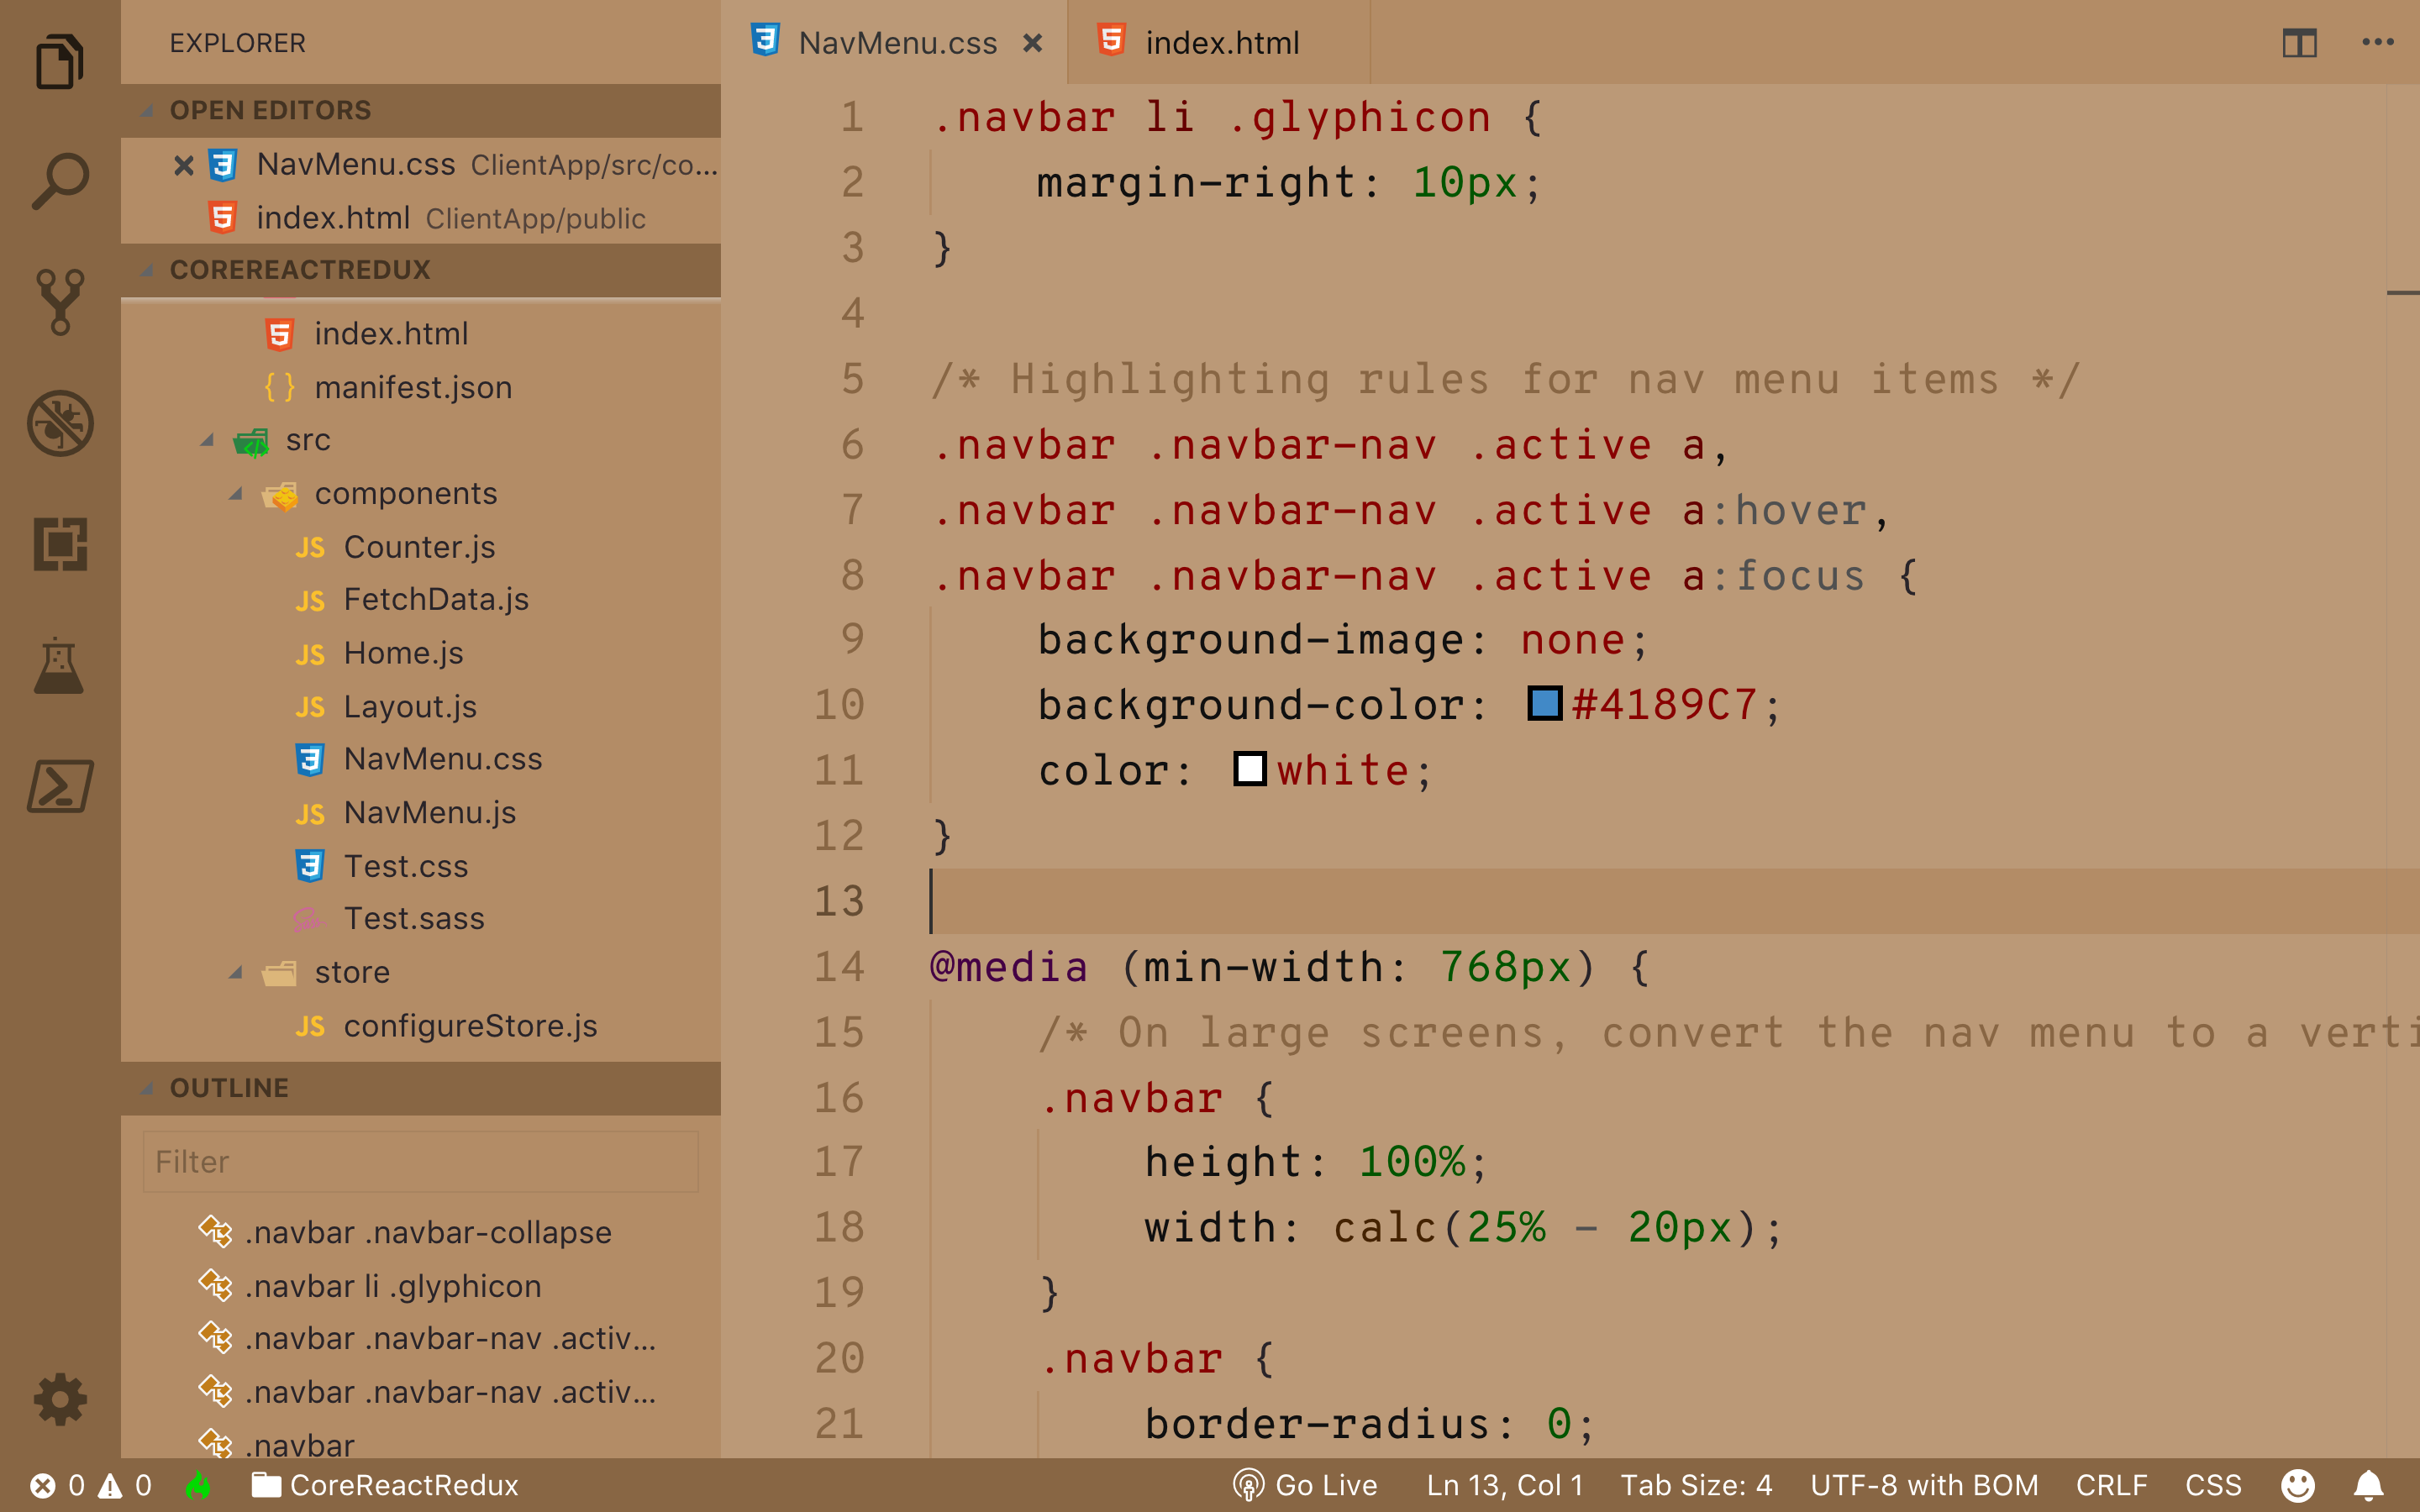 EXPLORER
OPEN EDITORS
NavMenu.css ClientApp/src/co...
index.html ClientApp/public
COREREACTREDUX
index.html
{ } manifest.json
src
components
JS Counter.js
JS FetchData.js
JS Home.js
JS Layout.js
NavMenu.css
JS NavMenu.js
Test.css
Sass Test.sass
store
JS configureStore.js
OUTLINE
Filter
.navbar .navbar-collapse
.navbar li .glyphicon
.navbar .navbar-nav .activ...
.navbar .navbar-nav .activ...
.navbar
NavMenu.css index.html ...
1 .navbar li .glyphicon {
2 margin-right: 10px;
3 }
4
5 /* Highlighting rules for nav menu items */
6 .navbar .navbar-nav .active a,
7 .navbar .navbar-nav .active a:hover,
8 .navbar .navbar-nav .active a:focus {
9 background-image: none;
10 background-color: #4189C7;
11 color: white;
12 }
13
14 @media (min-width: 768px) {
15 /* On large screens, convert the nav menu to a verti
16 .navbar {
17 height: 100%;
18 width: calc(25% - 20px);
19 }
20 .navbar {
21 border-radius: 0;
0 0 CoreReactRedux Go Live Ln 13, Col 1 Tab Size: 4 UTF-8 with BOM CRLF CSS